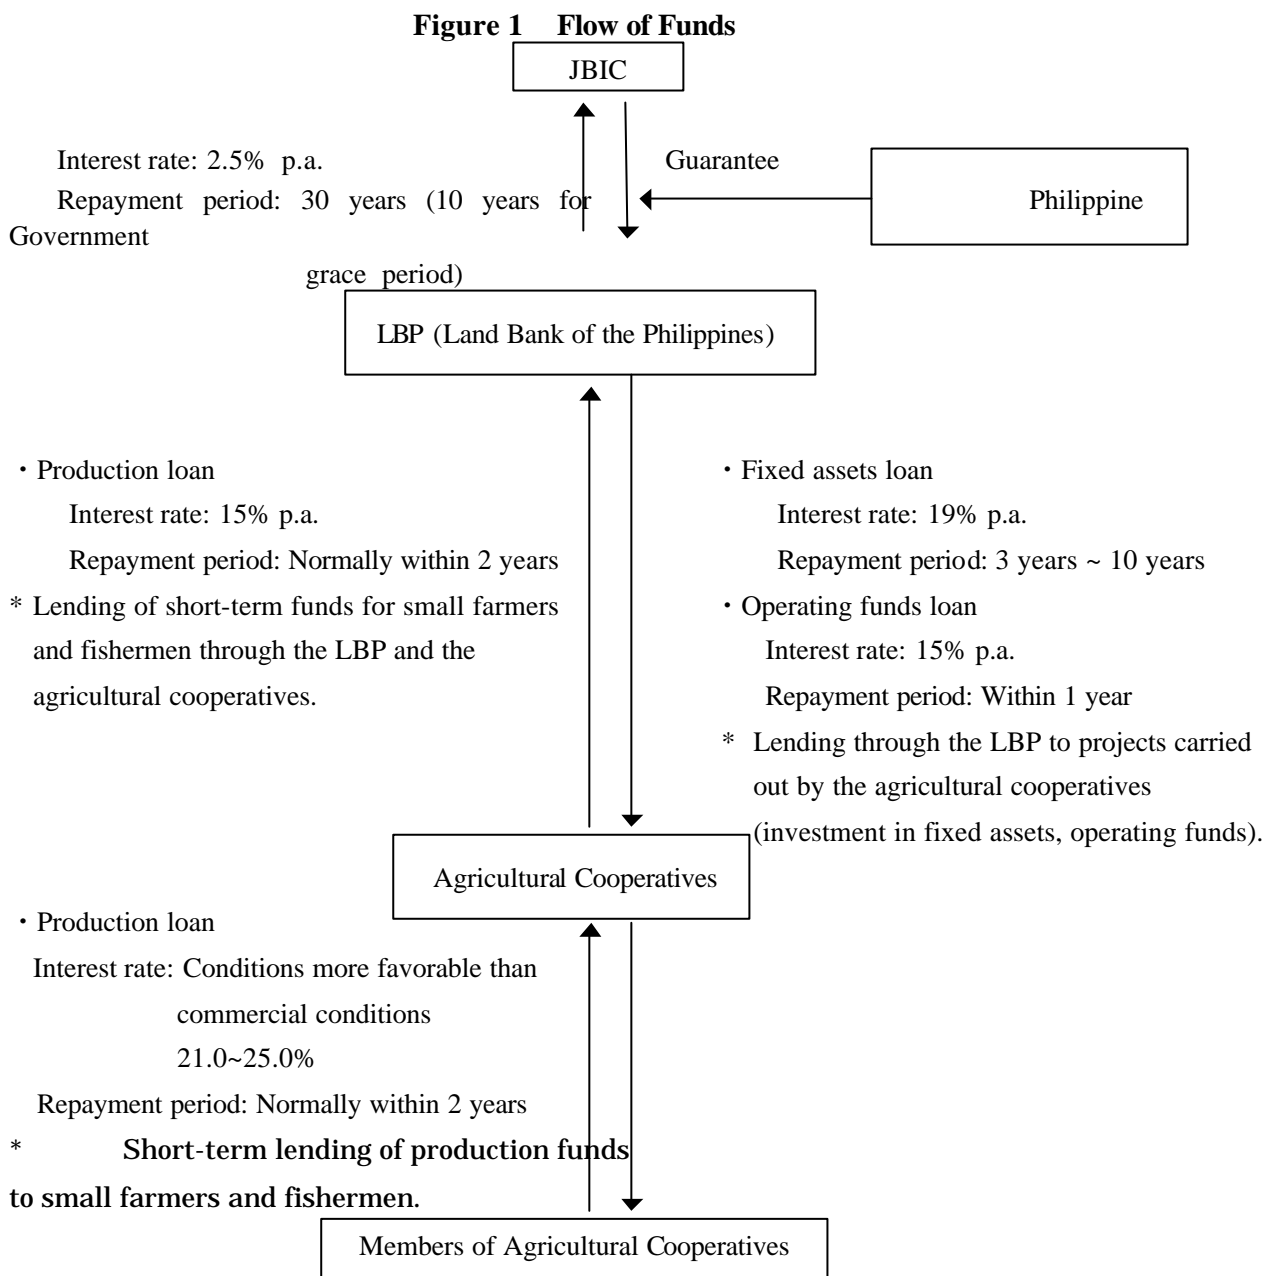 Figure 1 Flow of Funds
JBIC
Interest rate: 2.5% p.a.
Guarantee
Repayment period: 30 years (10 years for
Philippine
Government
grace period)
LBP (Land Bank of the Philippines)
・Production loan
Interest rate: 15% p.a.
Repayment period: Normally within 2 years
* Lending of short-term funds for small farmers
and fishermen through the LBP and the
agricultural cooperatives.
・Fixed assets loan
Interest rate: 19% p.a.
Repayment period: 3 years ~ 10 years
・Operating funds loan
Interest rate: 15% p.a.
Repayment period: Within 1 year
* Lending through the LBP to projects carried
out by the agricultural cooperatives
(investment in fixed assets, operating funds).
Agricultural Cooperatives
・Production loan
Interest rate: Conditions more favorable than
commercial conditions
21.0~25.0%
Repayment period: Normally within 2 years
* Short-term lending of production funds
to small farmers and fishermen.
Members of Agricultural Cooperatives